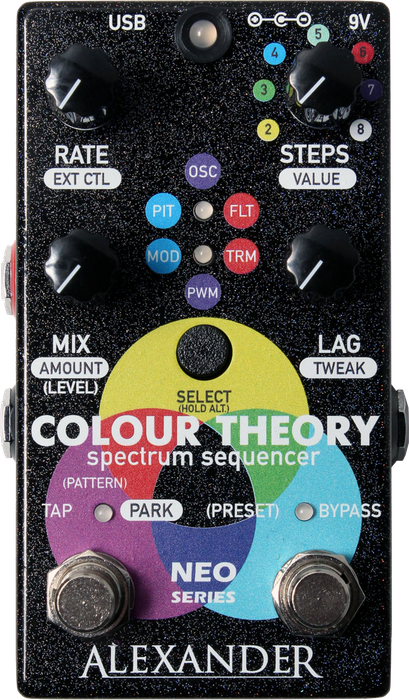 USB 9V
5
4 6
3 7
2 8
RATE STEPS
EXT CTL VALUE
OSC
PIT FLT
MOD TRM
PWM
MIX LAG
AMOUNT TWEAK
(LEVEL)
SELECT
(HOLD ALT.)
COLOUR THEORY
spectrum sequencer
(PATTERN)
TAP PARK (PRESET) BYPASS
NEO
SERIES
ALEXANDER